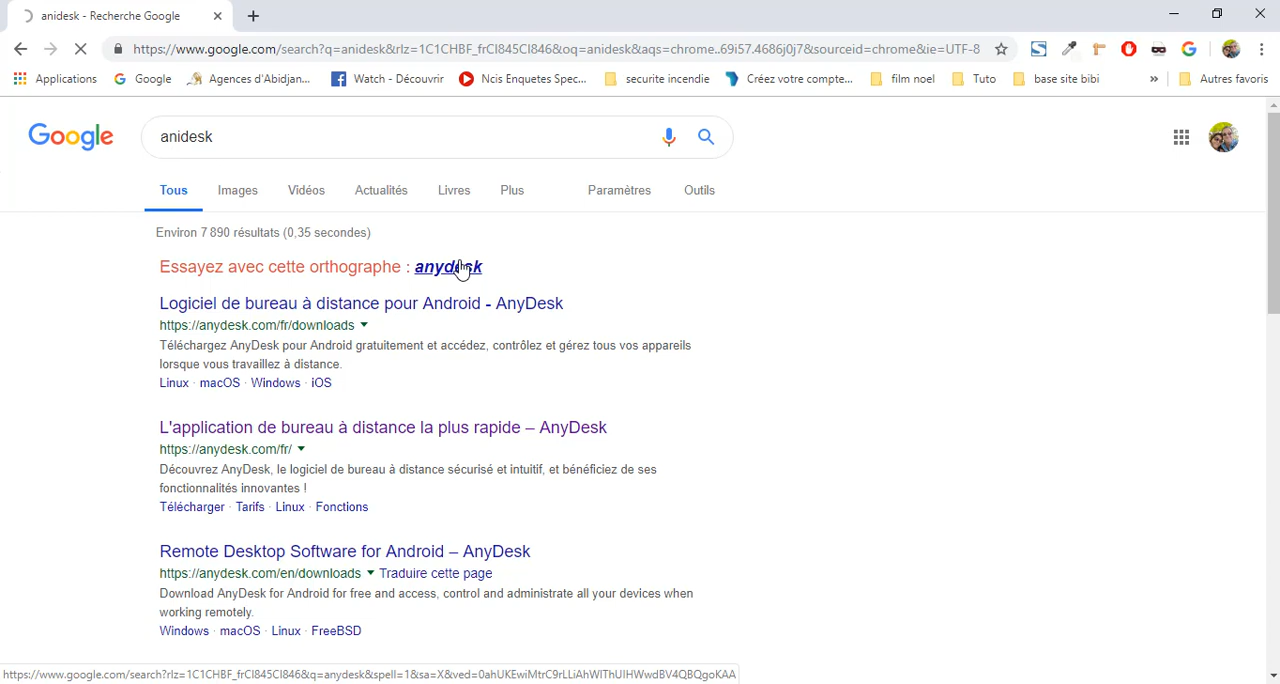 anidesk - Recherche Google
https://www.google.com/search?q=anidesk&rlz=1C1CHBF_frCI845CI846&oq=anidesk&aqs=chrome..69i57.4686j0j7&sourceid=chrome&ie=UTF-8
Applications Google Agences d'Abidjan... Watch - Découvrir Ncis Enquetes Spec... securite incendie Créez votre compte... film noel Tuto base site bibi » Autres favoris
Google anidesk
Tous Images Vidéos Actualités Livres Plus Paramètres Outils
Environ 7 890 résultats (0,35 secondes)
Essayez avec cette orthographe : anydesk
Logiciel de bureau à distance pour Android - AnyDesk
https://anydesk.com/fr/downloads
Téléchargez AnyDesk pour Android gratuitement et accédez, contrôlez et gérez tous vos appareils
lorsque vous travaillez à distance.
Linux · macOS · Windows · iOS
L'application de bureau à distance la plus rapide – AnyDesk
https://anydesk.com/fr/
Découvrez AnyDesk, le logiciel de bureau à distance sécurisé et intuitif, et bénéficiez de ses
fonctionnalités innovantes !
Télécharger · Tarifs · Linux · Fonctions
Remote Desktop Software for Android – AnyDesk
https://anydesk.com/en/downloads Traduire cette page
Download AnyDesk for Android for free and access, control and administrate all your devices when
working remotely.
Windows · macOS · Linux · FreeBSD
https://www.google.com/search?rlz=1C1CHBF_frCI845CI846&q=anydesk&spell=1&sa=X&ved=0ahUKEwiMtrC9rLLiAhWIThUIHWwdBV4QBQgoKAA